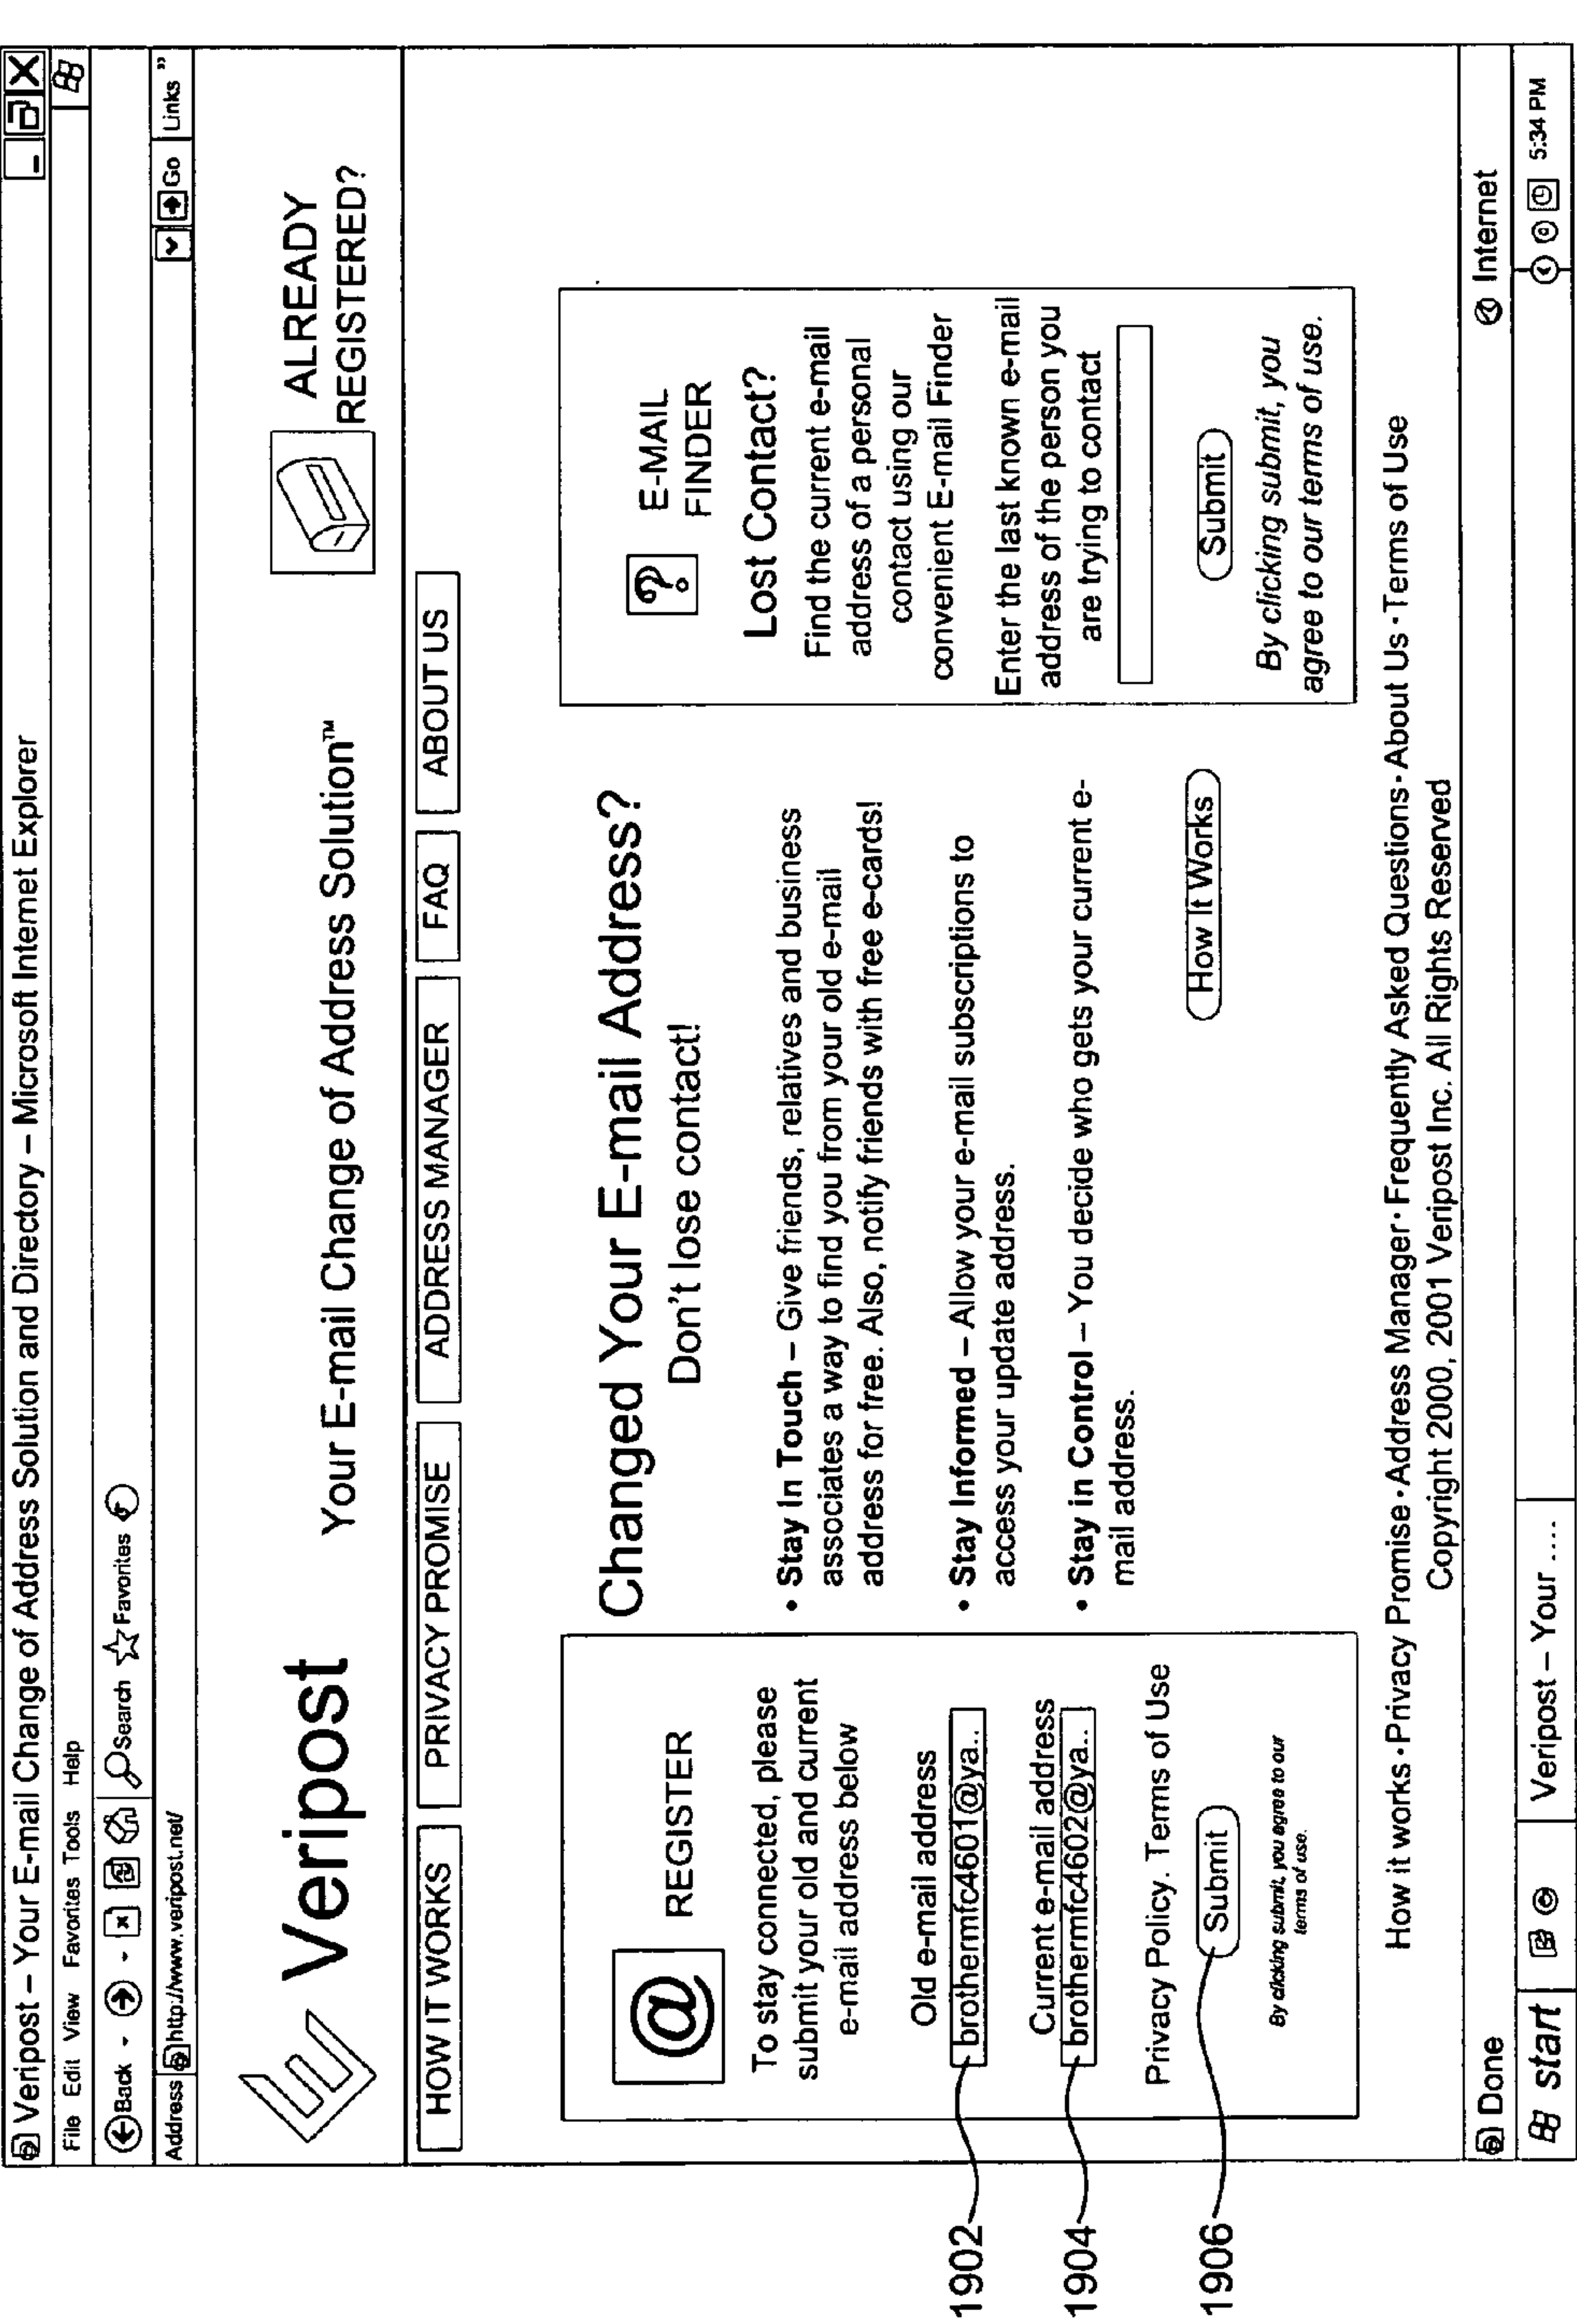 Veripost – Your E-mail Change of Address Solution and Directory – Microsoft Internet Explorer
File Edit View Favorites Tools Help
Back Search Favorites
Address http://www.veripost.net/ Go Links »
Veripost Your E-mail Change of Address Solution™
ALREADY
REGISTERED?
HOW IT WORKS PRIVACY PROMISE ADDRESS MANAGER FAQ ABOUT US
@ REGISTER
To stay connected, please
submit your old and current
e-mail address below
Old e-mail address
1902 brothermfc4601@ya..
Current e-mail address
1904 brothermfc4602@ya..
Privacy Policy. Terms of Use
1906 Submit
By clicking submit, you agree to our
terms of use.
Changed Your E-mail Address?
Don't lose contact!
• Stay In Touch – Give friends, relatives and business
associates a way to find you from your old e-mail
address for free. Also, notify friends with free e-cards!
• Stay Informed – Allow your e-mail subscriptions to
access your update address.
• Stay in Control – You decide who gets your current e-
mail address.
How It Works
? E-MAIL
FINDER
Lost Contact?
Find the current e-mail
address of a personal
contact using our
convenient E-mail Finder
Enter the last known e-mail
address of the person you
are trying to contact
Submit
By clicking submit, you
agree to our terms of use.
How it works · Privacy Promise · Address Manager · Frequently Asked Questions · About Us · Terms of Use
Copyright 2000, 2001 Veripost Inc. All Rights Reserved
Done Internet
start Veripost – Your .... 5:34 PM